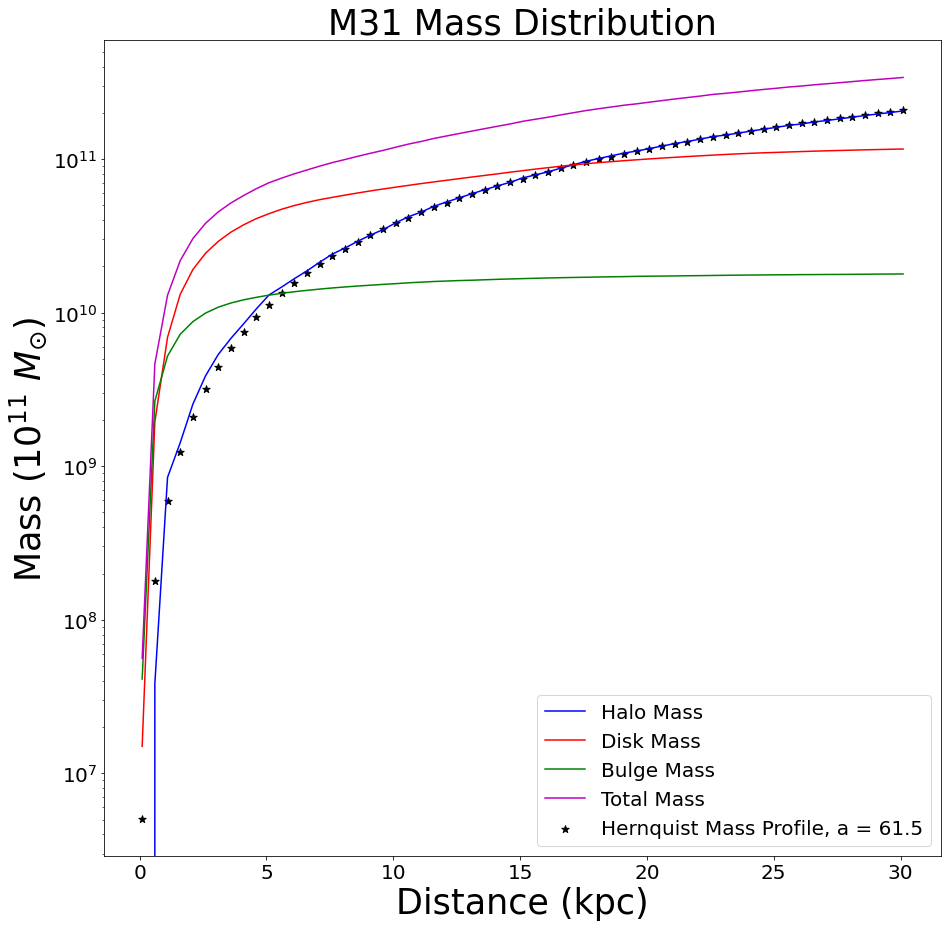 M31 Mass Distribution
Mass (10¹¹ M⊙)
10¹¹
10¹⁰
10⁹
10⁸
10⁷
Halo Mass
Disk Mass
Bulge Mass
Total Mass
Hernquist Mass Profile, a = 61.5
0 5 10 15 20 25 30
Distance (kpc)